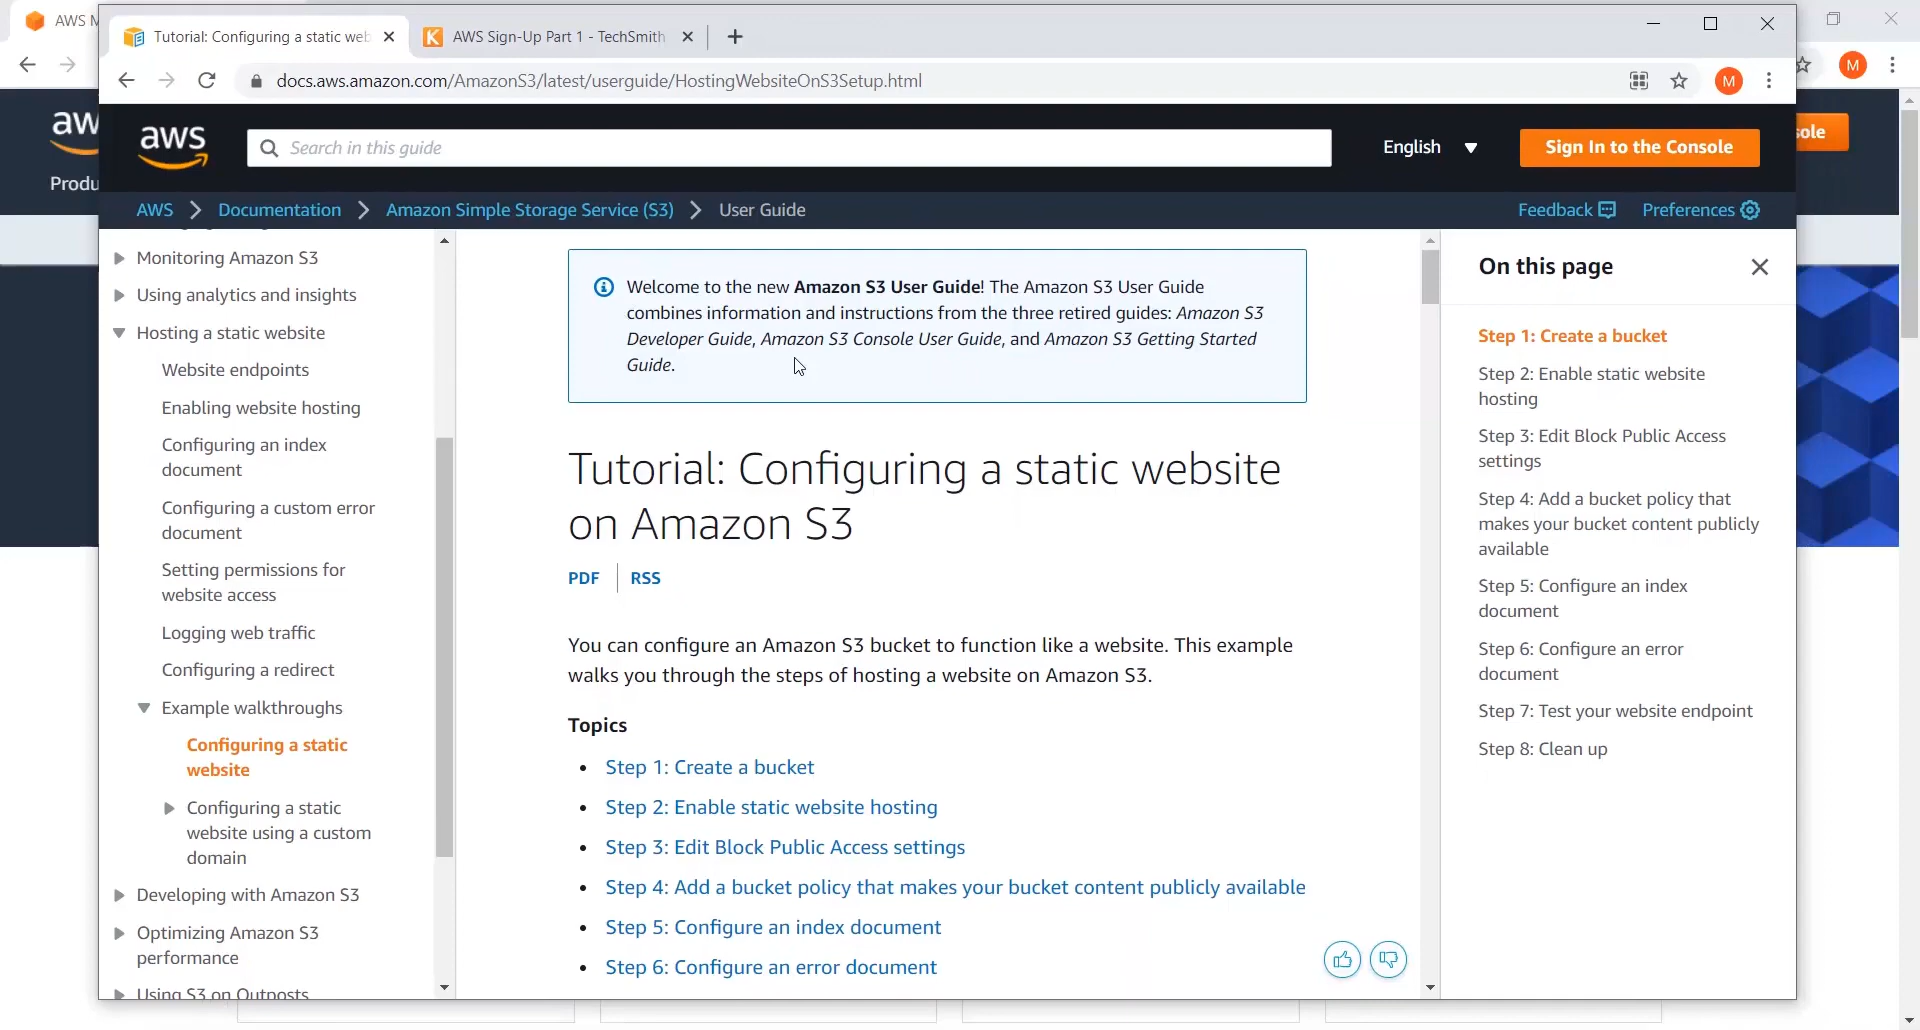 AWS M
Tutorial: Configuring a static web
AWS Sign-Up Part 1 - TechSmith
docs.aws.amazon.com/AmazonS3/latest/userguide/HostingWebsiteOnS3Setup.html
M
M
aws
Search in this guide
English
Sign In to the Console
aw
sole
Produ
AWS
Documentation
Amazon Simple Storage Service (S3)
User Guide
Feedback
Preferences
Monitoring Amazon S3
Using analytics and insights
Hosting a static website
Website endpoints
Enabling website hosting
Configuring an index
document
Configuring a custom error
document
Setting permissions for
website access
Logging web traffic
Configuring a redirect
Example walkthroughs
Configuring a static
website
Configuring a static
website using a custom
domain
Developing with Amazon S3
Optimizing Amazon S3
performance
Using S3 on Outposts
Welcome to the new Amazon S3 User Guide! The Amazon S3 User Guide
combines information and instructions from the three retired guides: Amazon S3
Developer Guide, Amazon S3 Console User Guide, and Amazon S3 Getting Started
Guide.
Tutorial: Configuring a static website
on Amazon S3
PDF
RSS
You can configure an Amazon S3 bucket to function like a website. This example
walks you through the steps of hosting a website on Amazon S3.
Topics
• Step 1: Create a bucket
• Step 2: Enable static website hosting
• Step 3: Edit Block Public Access settings
• Step 4: Add a bucket policy that makes your bucket content publicly available
• Step 5: Configure an index document
• Step 6: Configure an error document
On this page
Step 1: Create a bucket
Step 2: Enable static website
hosting
Step 3: Edit Block Public Access
settings
Step 4: Add a bucket policy that
makes your bucket content publicly
available
Step 5: Configure an index
document
Step 6: Configure an error
document
Step 7: Test your website endpoint
Step 8: Clean up